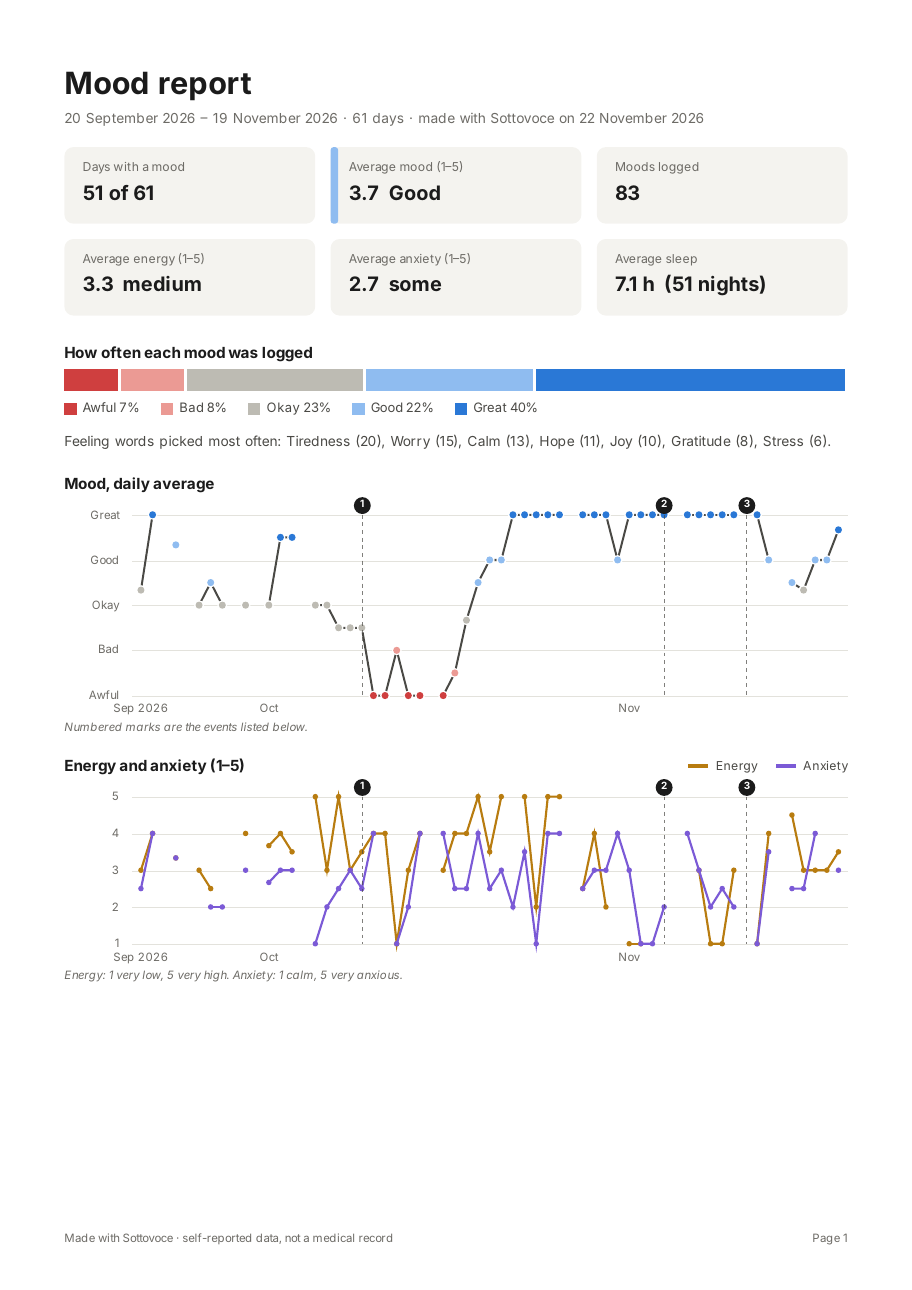 Mood report
20 September 2026 – 19 November 2026 · 61 days · made with Sottovoce on 22 November 2026
Days with a mood
51 of 61
Average mood (1–5)
3.7 Good
Moods logged
83
Average energy (1–5)
3.3 medium
Average anxiety (1–5)
2.7 some
Average sleep
7.1 h (51 nights)
How often each mood was logged
Awful 7% Bad 8% Okay 23% Good 22% Great 40%
Feeling words picked most often: Tiredness (20), Worry (15), Calm (13), Hope (11), Joy (10), Gratitude (8), Stress (6).
Mood, daily average
1 2 3
Great
Good
Okay
Bad
Awful
Sep 2026 Oct Nov
Numbered marks are the events listed below.
Energy and anxiety (1–5) Energy Anxiety
1 2 3
5
4
3
2
1
Sep 2026 Oct Nov
Energy: 1 very low, 5 very high. Anxiety: 1 calm, 5 very anxious.
Made with Sottovoce · self-reported data, not a medical record Page 1